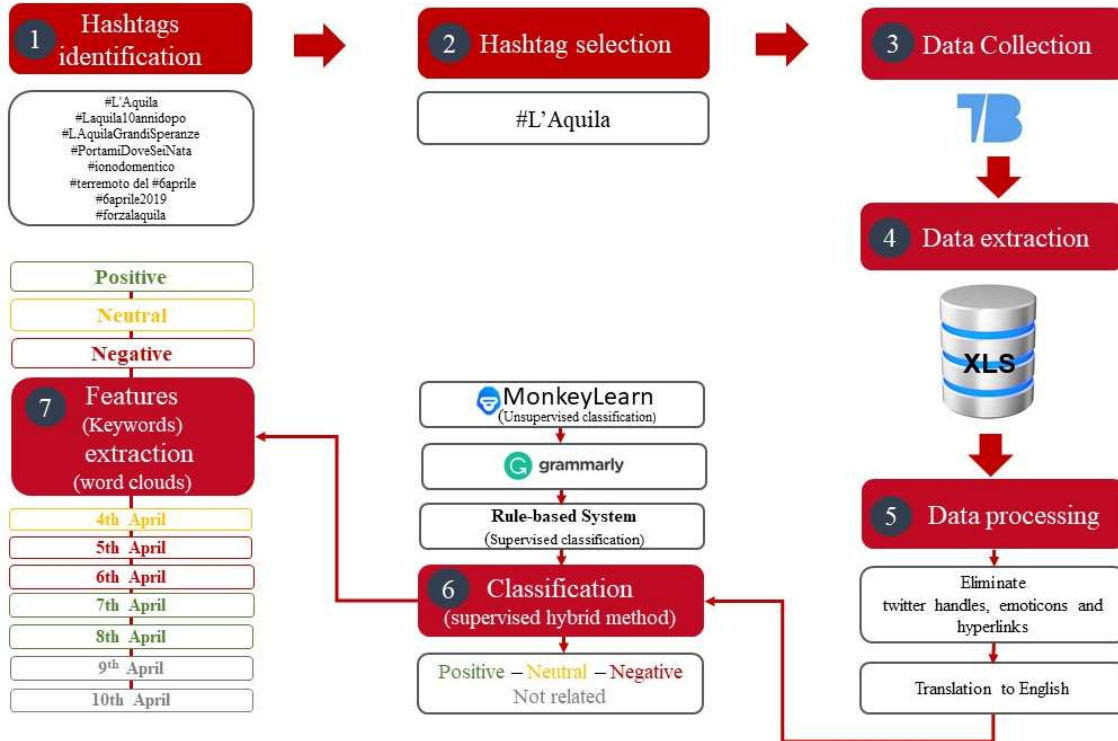 1 Hashtags
identification
#L'Aquila
#Laquila10annidopo
#LAquilaGrandiSperanze
#PortamiDoveSeiNata
#ionodomentico
#terremoto del #6aprile
#6aprile2019
#forzalaquila
2 Hashtag selection
#L'Aquila
3 Data Collection
TB
4 Data extraction
XLS
5 Data processing
Eliminate
twitter handles, emoticons and
hyperlinks
Translation to English
MonkeyLearn
(Unsupervised classification)
grammarly
Rule-based System
(Supervised classification)
6 Classification
(supervised hybrid method)
Positive – Neutral – Negative
Not related
Positive
Neutral
Negative
7 Features
(Keywords)
extraction
(word clouds)
4th April
5th April
6th April
7th April
8th April
9th April
10th April